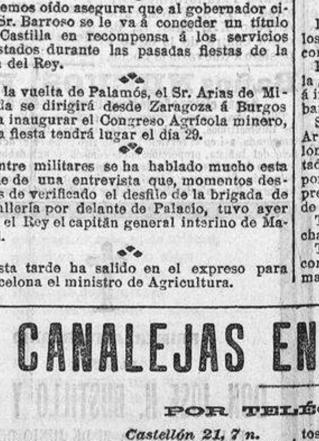 emos oído asegurar que al gobernador ci-
Sr. Barroso se le va á conceder un título
Castilla en recompensa á los servicios
stados durante las pasadas fiestas de la
a del Rey.
la vuelta de Palamós, el Sr. Arias de Mi-
da se dirigirá desde Zaragoza á Burgos
a inaugurar el Congreso Agrícola minero,
a fiesta tendrá lugar el día 29.
ntre militares se ha hablado mucho esta
de de una entrevista que, momentos des-
s de verificado el desfile de la brigada de
allería por delante de Palacio, tuvo ayer
el Rey el capitán general interino de Ma-
sta tarde ha salido en el expreso para
celona el ministro de Agricultura.
CANALEJAS EN
POR TELÉ
Castellón 21, 7 n.